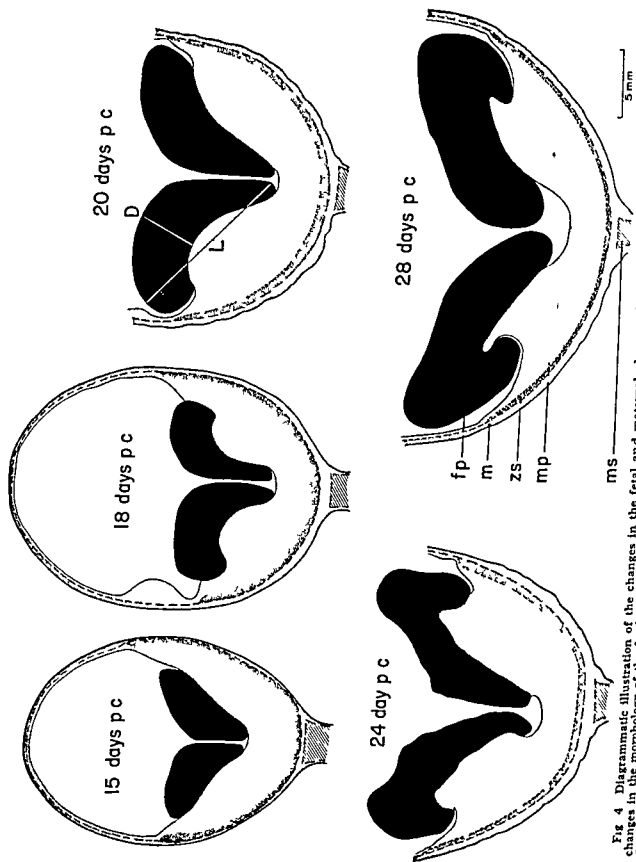 15 days p c
18 days p c
20 days p c
D
L
24 day p c
28 days p c
fp
m
zs
mp
ms
5 mm
Fig 4 Diagrammatic illustration of the changes in the fetal and
changes in the morphology of the